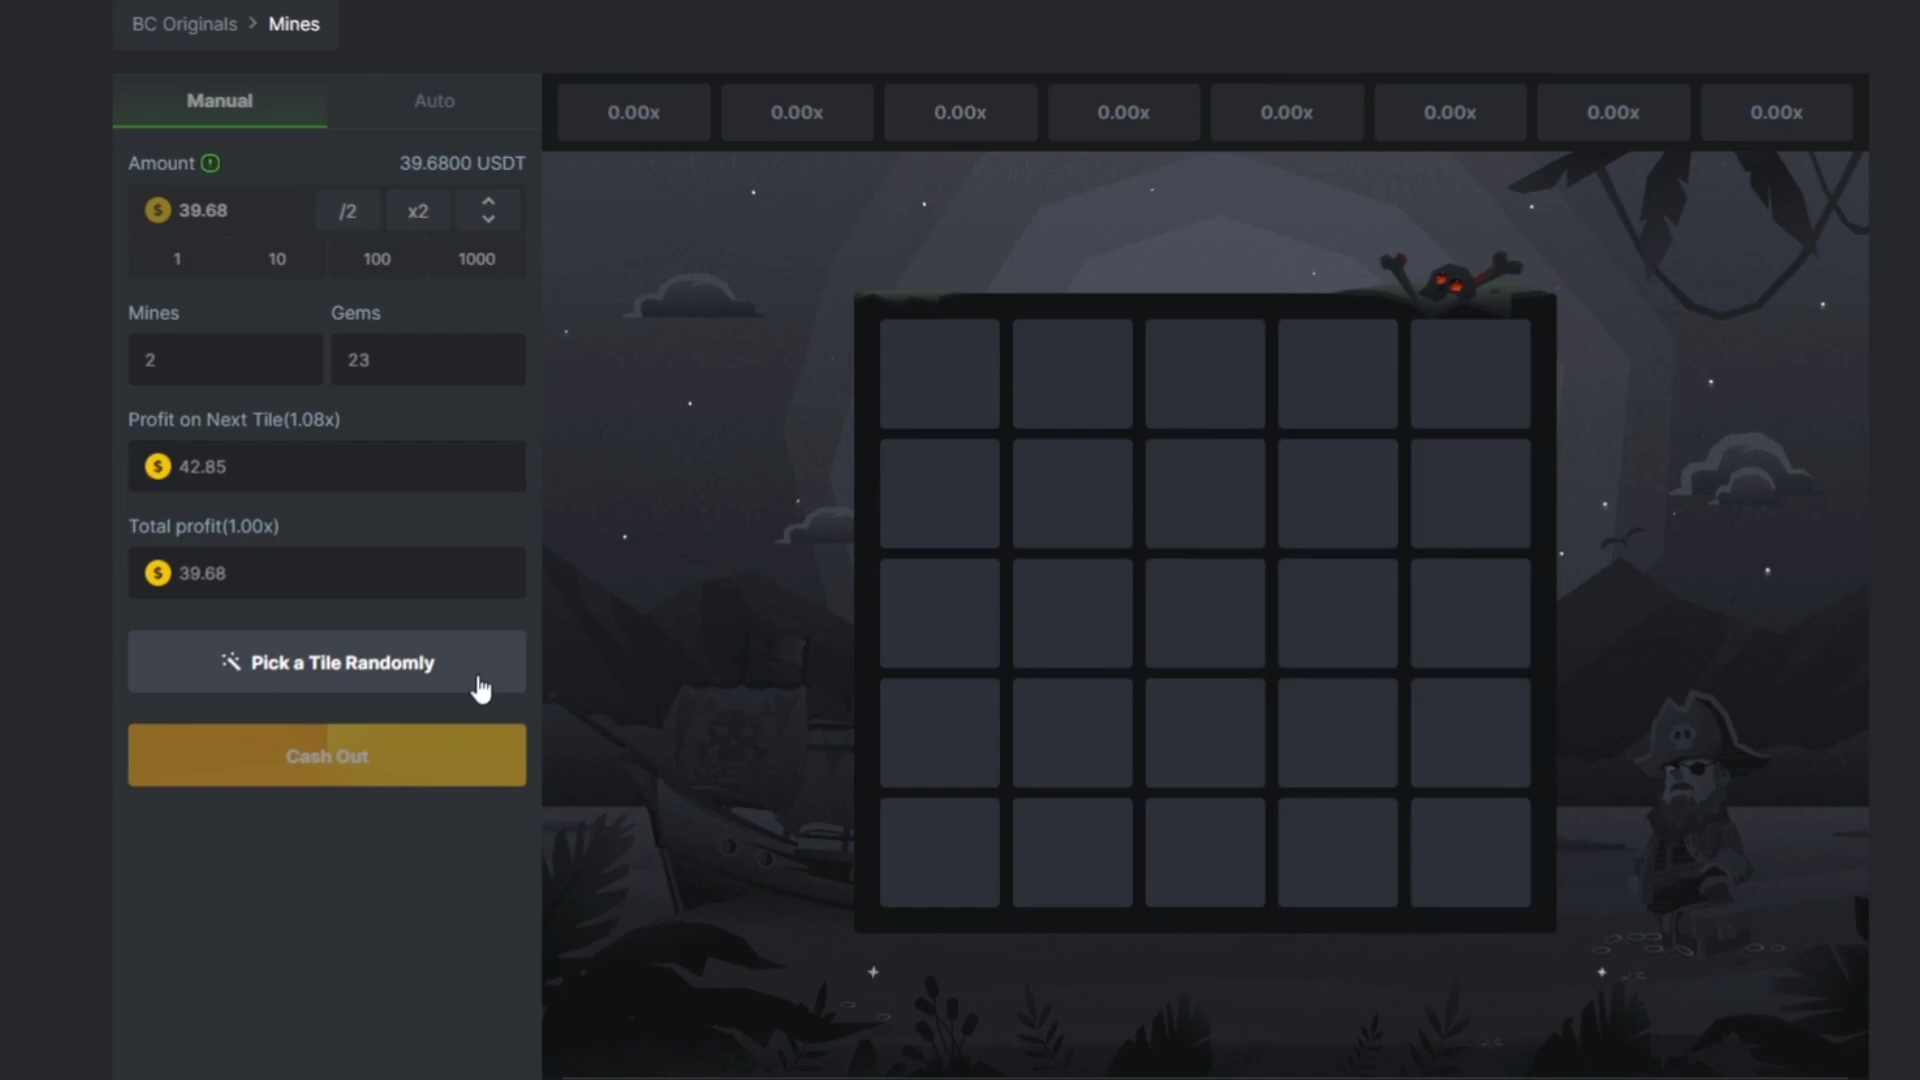 BC Originals > Mines
Manual
Auto
0.00x 0.00x 0.00x 0.00x 0.00x 0.00x 0.00x 0.00x
Amount
39.6800 USDT
39.68
/2
x2
1
10
100
1000
Mines
Gems
2
23
Profit on Next Tile(1.08x)
42.85
Total profit(1.00x)
39.68
Pick a Tile Randomly
Cash Out